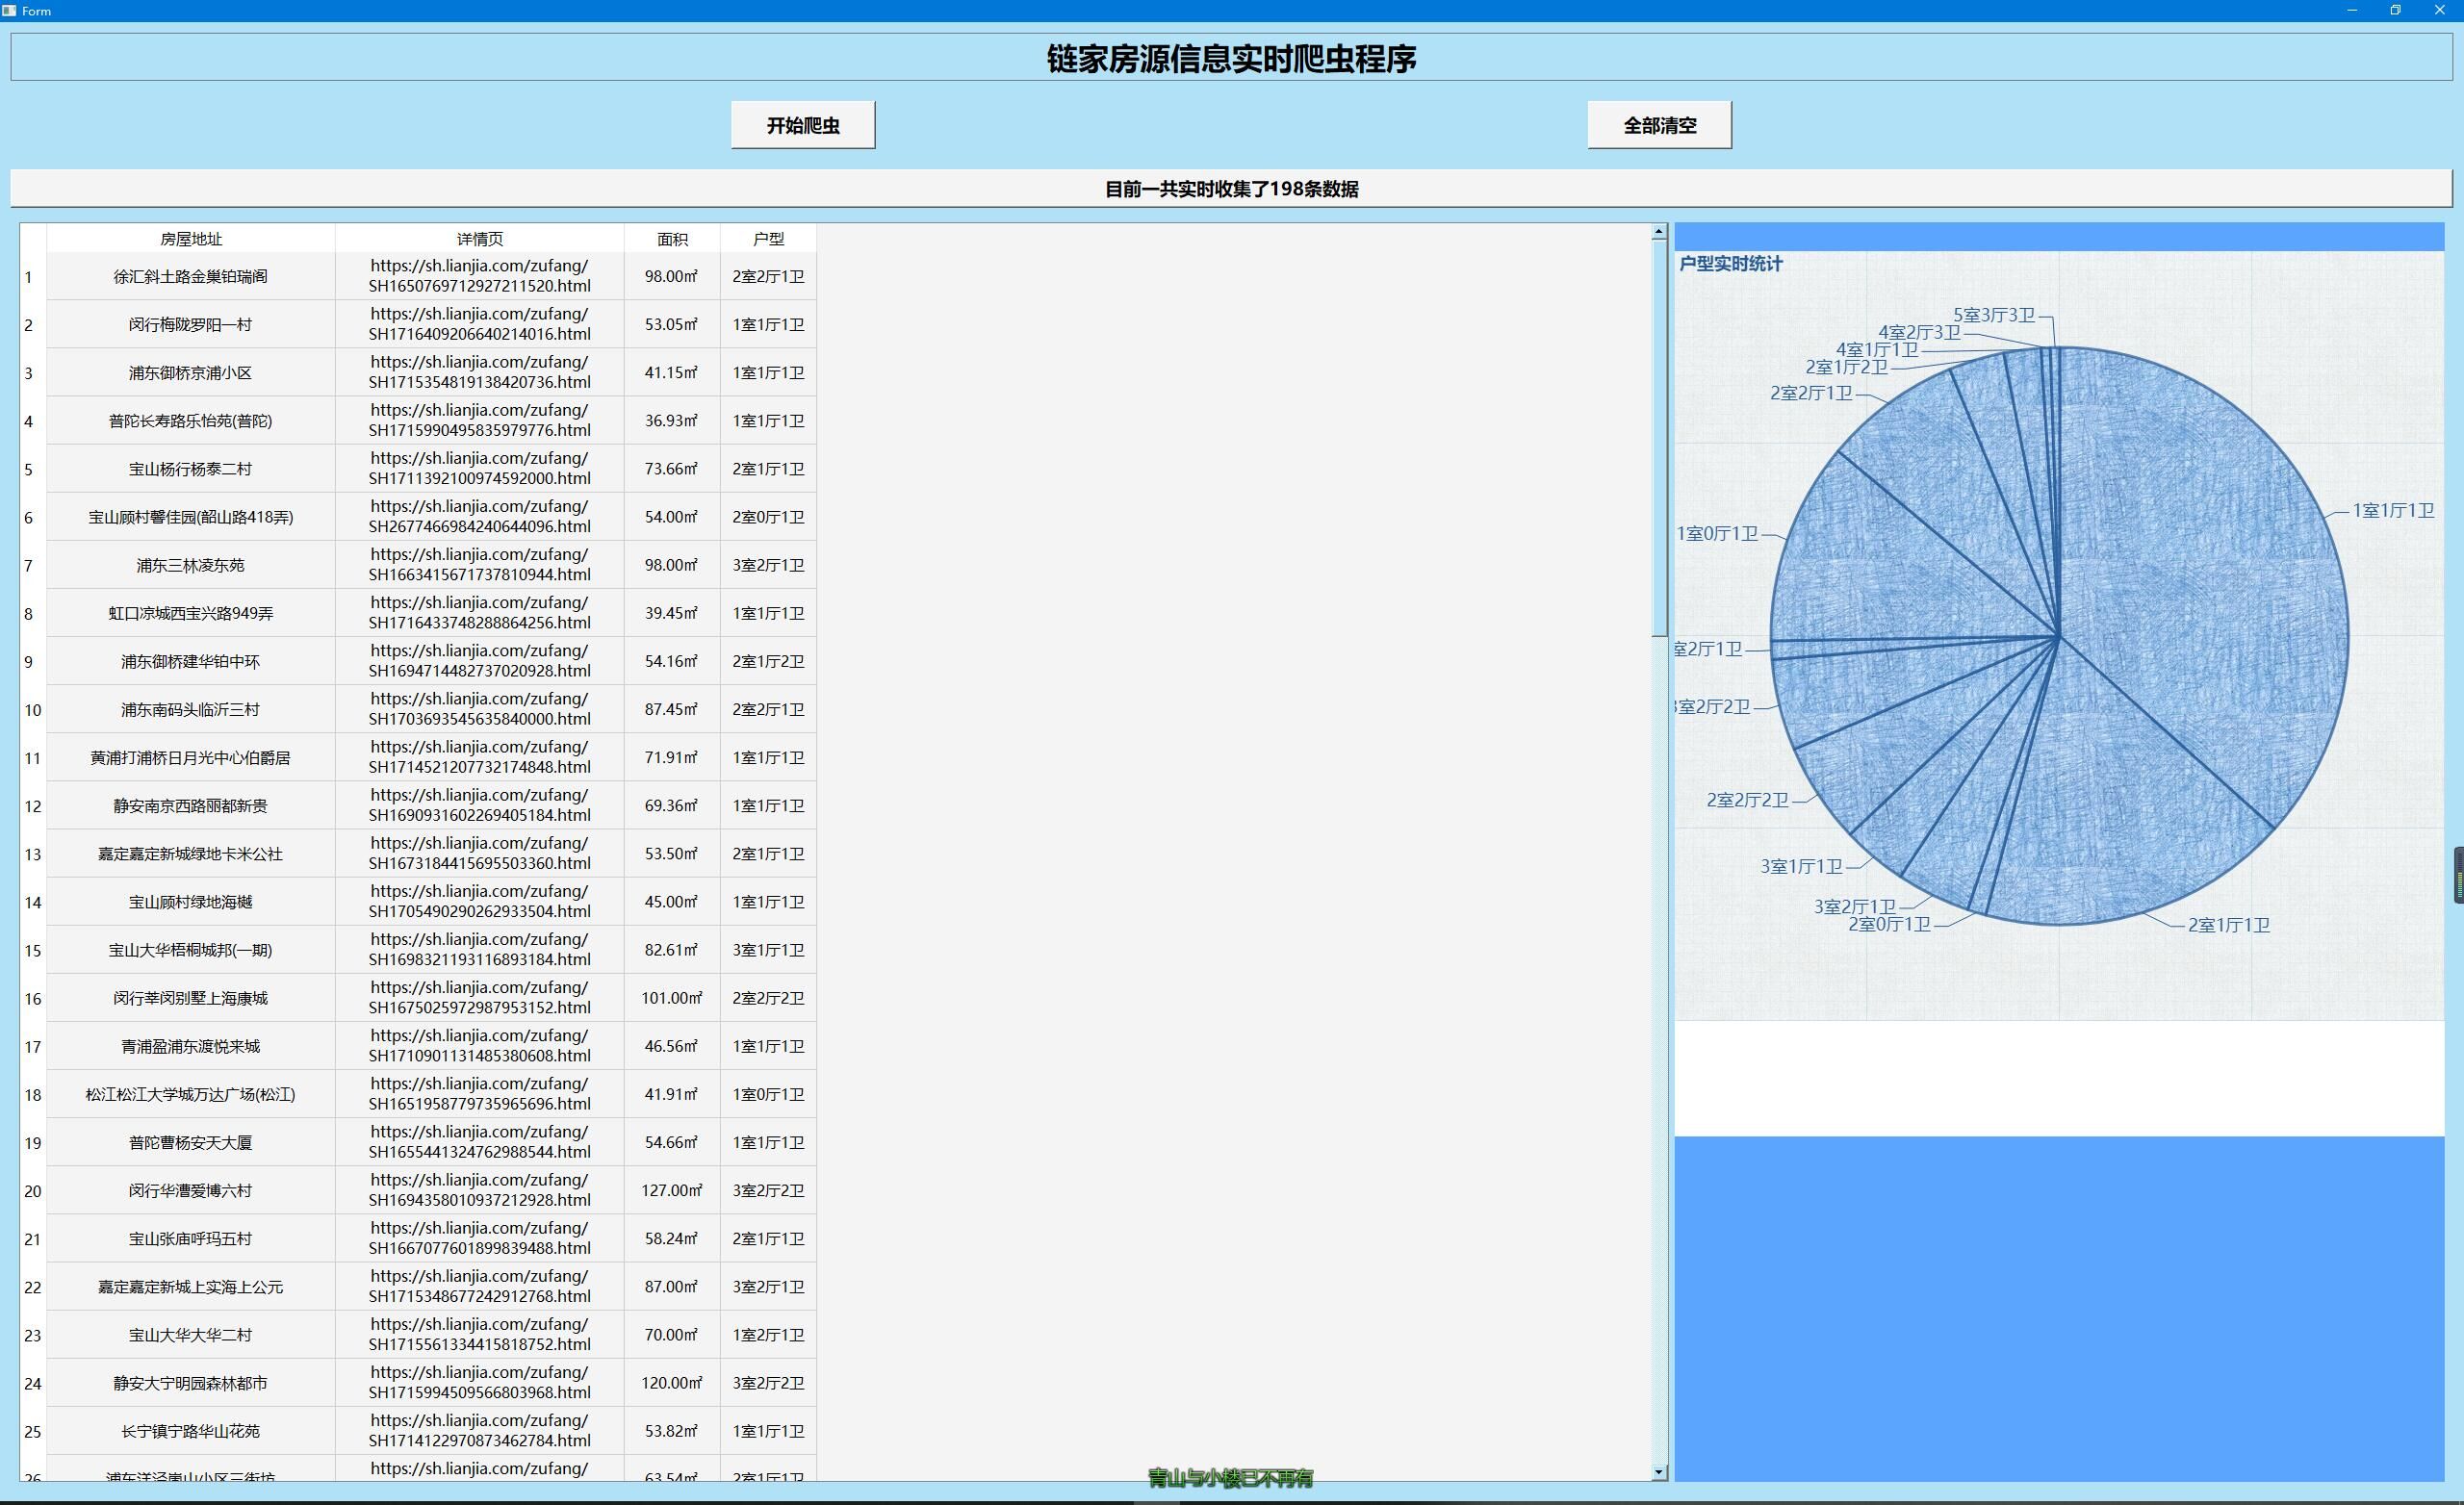 Form
链家房源信息实时爬虫程序
开始爬虫
全部清空
目前一共实时收集了198条数据
房屋地址 详情页 面积 户型
1 徐汇斜土路金巢铂瑞阁 https://sh.lianjia.com/zufang/ 98.00㎡ 2室2厅1卫
SH1650769712927211520.html
2 闵行梅陇罗阳一村 https://sh.lianjia.com/zufang/ 53.05㎡ 1室1厅1卫
SH1716409206640214016.html
3 浦东御桥京浦小区 https://sh.lianjia.com/zufang/ 41.15㎡ 1室1厅1卫
SH1715354819138420736.html
4 普陀长寿路乐怡苑(普陀) https://sh.lianjia.com/zufang/ 36.93㎡ 1室1厅1卫
SH1715990495835979776.html
5 宝山杨行杨泰二村 https://sh.lianjia.com/zufang/ 73.66㎡ 2室1厅1卫
SH1711392100974592000.html
6 宝山顾村馨佳园(韶山路418弄) https://sh.lianjia.com/zufang/ 54.00㎡ 2室0厅1卫
SH2677466984240644096.html
7 浦东三林凌东苑 https://sh.lianjia.com/zufang/ 98.00㎡ 3室2厅1卫
SH1663415671737810944.html
8 虹口凉城西宝兴路949弄 https://sh.lianjia.com/zufang/ 39.45㎡ 1室1厅1卫
SH1716433748288864256.html
9 浦东御桥建华铂中环 https://sh.lianjia.com/zufang/ 54.16㎡ 2室1厅2卫
SH1694714482737020928.html
10 浦东南码头临沂三村 https://sh.lianjia.com/zufang/ 87.45㎡ 2室2厅1卫
SH1703693545635840000.html
11 黄浦打浦桥日月光中心伯爵居 https://sh.lianjia.com/zufang/ 71.91㎡ 1室1厅1卫
SH1714521207732174848.html
12 静安南京西路丽都新贵 https://sh.lianjia.com/zufang/ 69.36㎡ 1室1厅1卫
SH1690931602269405184.html
13 嘉定嘉定新城绿地卡米公社 https://sh.lianjia.com/zufang/ 53.50㎡ 2室1厅1卫
SH1673184415695503360.html
14 宝山顾村绿地海樾 https://sh.lianjia.com/zufang/ 45.00㎡ 1室1厅1卫
SH1705490290262933504.html
15 宝山大华梧桐城邦(一期) https://sh.lianjia.com/zufang/ 82.61㎡ 3室1厅1卫
SH1698321193116893184.html
16 闵行莘闵别墅上海康城 https://sh.lianjia.com/zufang/ 101.00㎡ 2室2厅2卫
SH1675025972987953152.html
17 青浦盈浦东渡悦来城 https://sh.lianjia.com/zufang/ 46.56㎡ 1室1厅1卫
SH1710901131485380608.html
18 松江松江大学城万达广场(松江) https://sh.lianjia.com/zufang/ 41.91㎡ 1室0厅1卫
SH1651958779735965696.html
19 普陀曹杨安天大厦 https://sh.lianjia.com/zufang/ 54.66㎡ 1室1厅1卫
SH1655441324762988544.html
20 闵行华漕爱博六村 https://sh.lianjia.com/zufang/ 127.00㎡ 3室2厅2卫
SH1694358010937212928.html
21 宝山张庙呼玛五村 https://sh.lianjia.com/zufang/ 58.24㎡ 2室1厅1卫
SH1667077601899839488.html
22 嘉定嘉定新城上实海上公元 https://sh.lianjia.com/zufang/ 87.00㎡ 3室2厅1卫
SH1715348677242912768.html
23 宝山大华大华二村 https://sh.lianjia.com/zufang/ 70.00㎡ 1室2厅1卫
SH1715561334415818752.html
24 静安大宁明园森林都市 https://sh.lianjia.com/zufang/ 120.00㎡ 3室2厅2卫
SH1715994509566803968.html
25 长宁镇宁路华山花苑 https://sh.lianjia.com/zufang/ 53.82㎡ 1室1厅1卫
SH1714122970873462784.html
26 浦东洋泾崮山小区三街坊 https://sh.lianjia.com/zufang/ 63.54㎡ 2室1厅1卫
户型实时统计
5室3厅3卫
4室2厅3卫
4室1厅1卫
2室1厅2卫
2室2厅1卫
1室1厅1卫
1室0厅1卫
室2厅1卫
3室2厅2卫
2室2厅2卫
3室1厅1卫
3室2厅1卫
2室0厅1卫
2室1厅1卫
青山与小楼已不再有